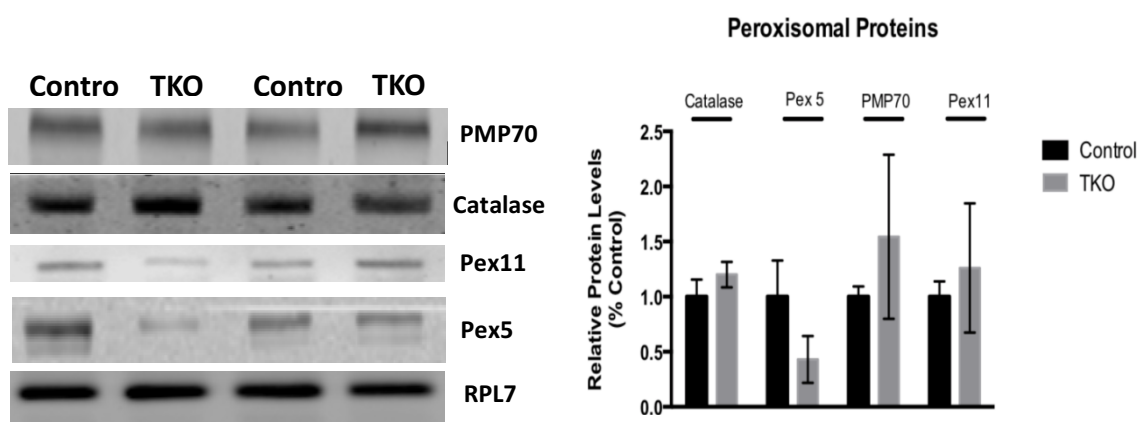 Contro TKO Contro TKO
PMP70
Catalase
Pex11
Pex5
RPL7
Peroxisomal Proteins
Catalase Pex 5 PMP70 Pex11
Relative Protein Levels
(% Control)
2.5
2.0
1.5
1.0
0.5
0.0
Control
TKO